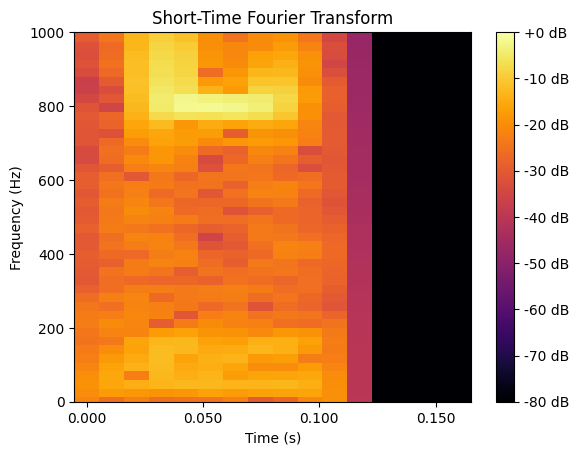 Short-Time Fourier Transform
1000
800
600
400
200
0
Frequency (Hz)
0.000
0.050
0.100
0.150
Time (s)
+0 dB
-10 dB
-20 dB
-30 dB
-40 dB
-50 dB
-60 dB
-70 dB
-80 dB